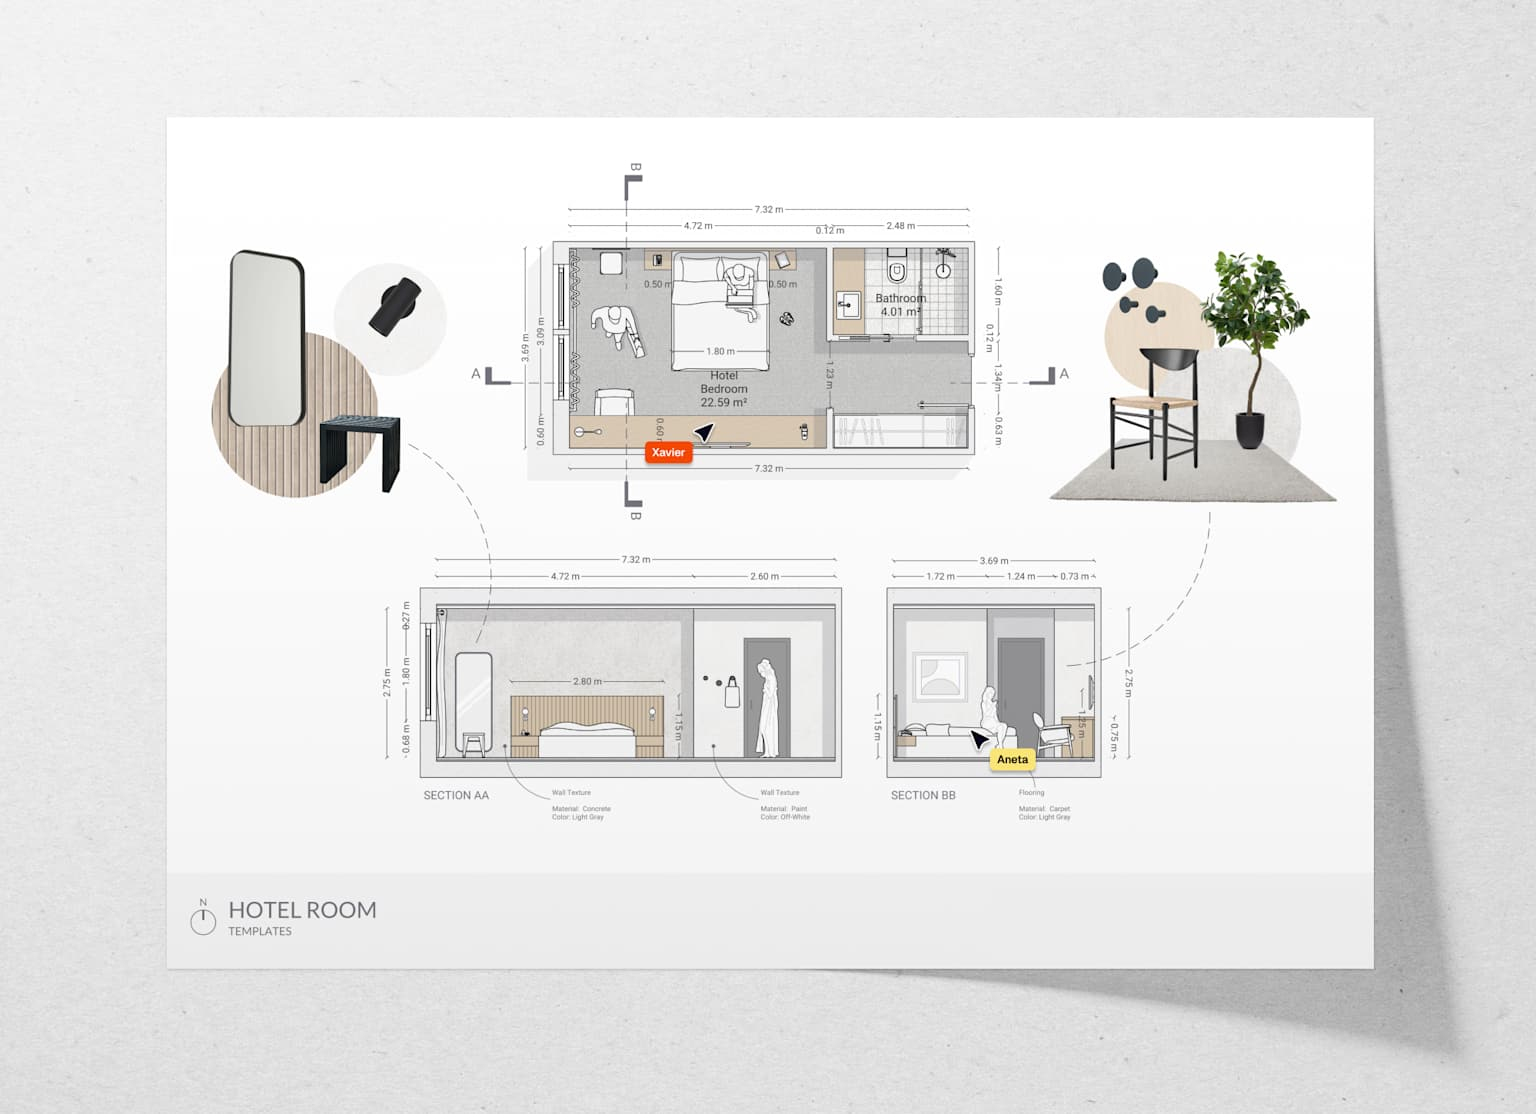 B
7.32 m
4.72 m
0.12 m
2.48 m
0.50 m
0.50 m
Bathroom
4.01 m²
1.60 m
0.12 m
3.69 m
3.09 m
1.80 m
Hotel
Bedroom
22.59 m²
1.23 m
1.34 m
A
A
0.60 m
0.60 m
0.63 m
Xavier
7.32 m
B
7.32 m
4.72 m
2.60 m
0.27 m
2.75 m
1.80 m
0.68 m
2.80 m
1.15 m
3.69 m
1.72 m
1.24 m
0.73 m
1.15 m
1.25 m
2.75 m
0.75 m
Aneta
SECTION AA
Wall Texture
Material: Concrete
Color: Light Gray
Wall Texture
Material: Paint
Color: Off-White
SECTION BB
Flooring
Material: Carpet
Color: Light Gray
N
HOTEL ROOM
TEMPLATES